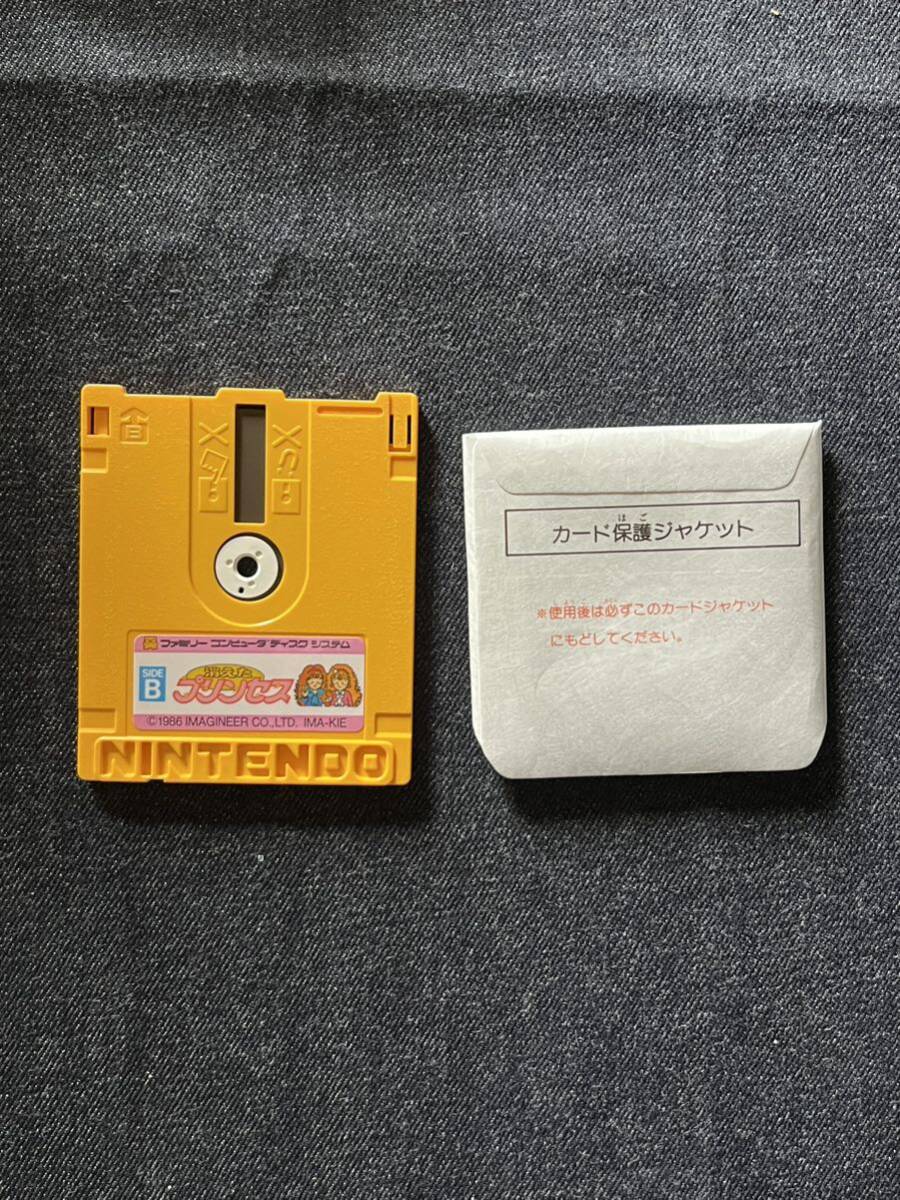 B
ファミリー コンピュータ ディスク システム
SIDE
B
消えた
プリンセス
©1986 IMAGINEER CO.,LTD. IMA-KIE
NINTENDO
ほ ご
カード保護ジャケット
※使用後は必ずこのカードジャケット
にもどしてください。